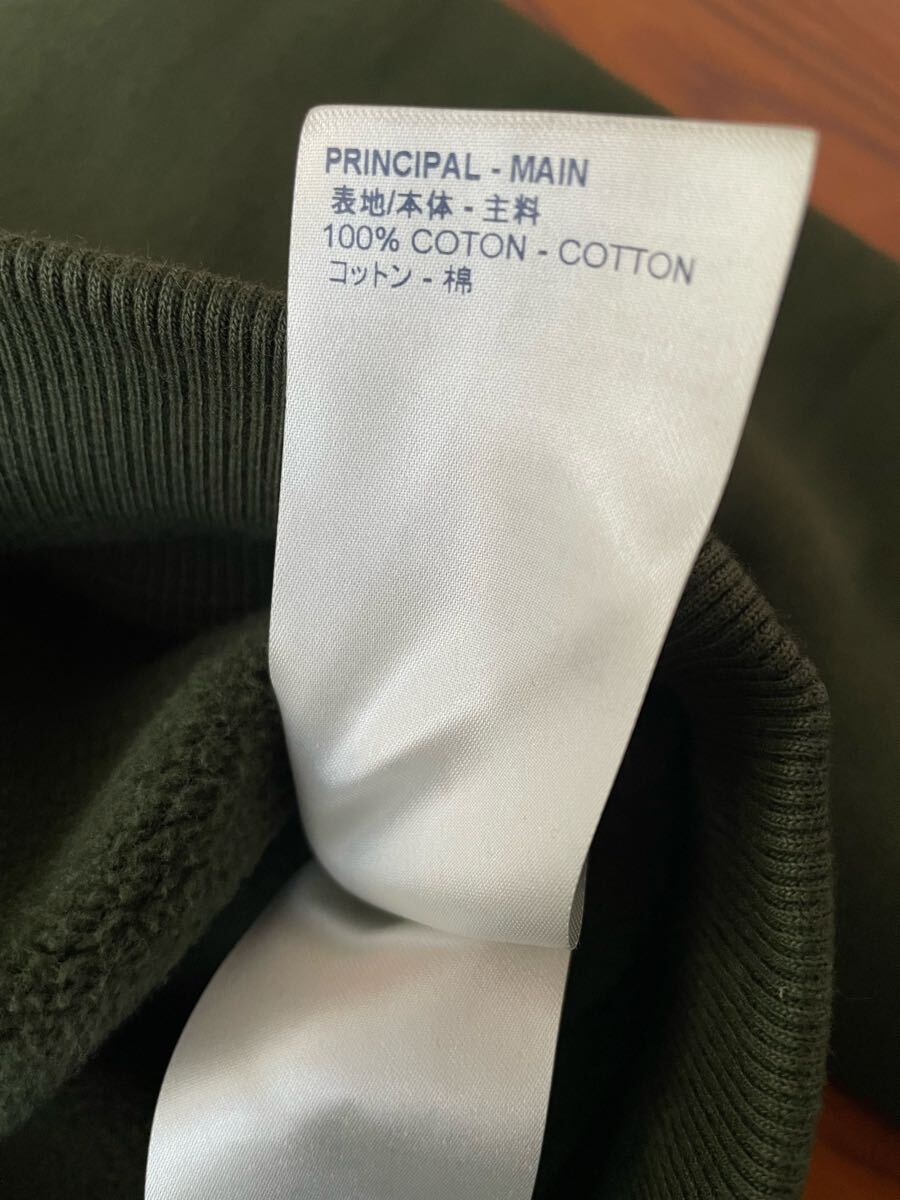 PRINCIPAL - MAIN
表地/本体 - 主料
100% COTON - COTTON
コットン - 棉